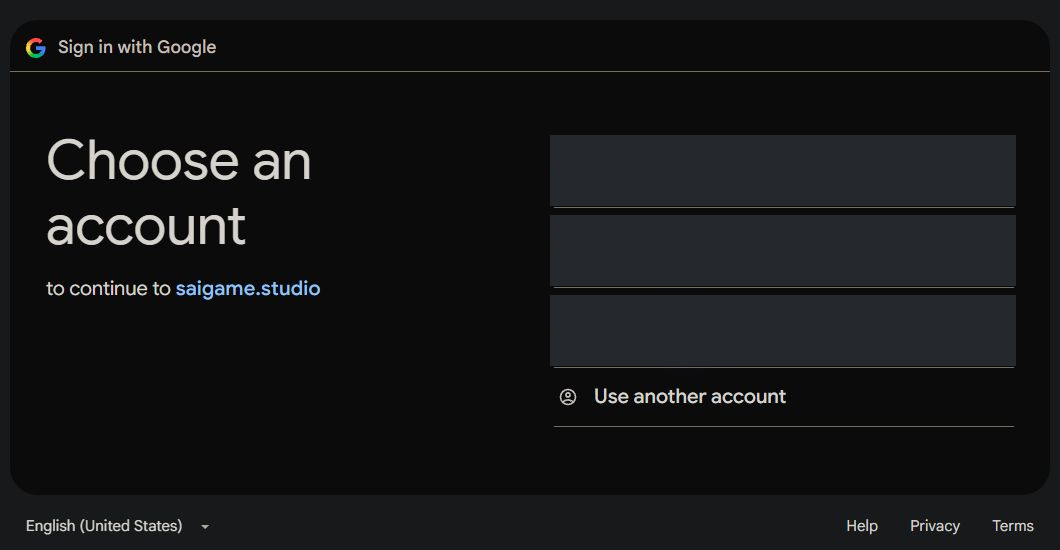 Sign in with Google
Choose an
account
to continue to saigame.studio
Use another account
English (United States)
Help
Privacy
Terms